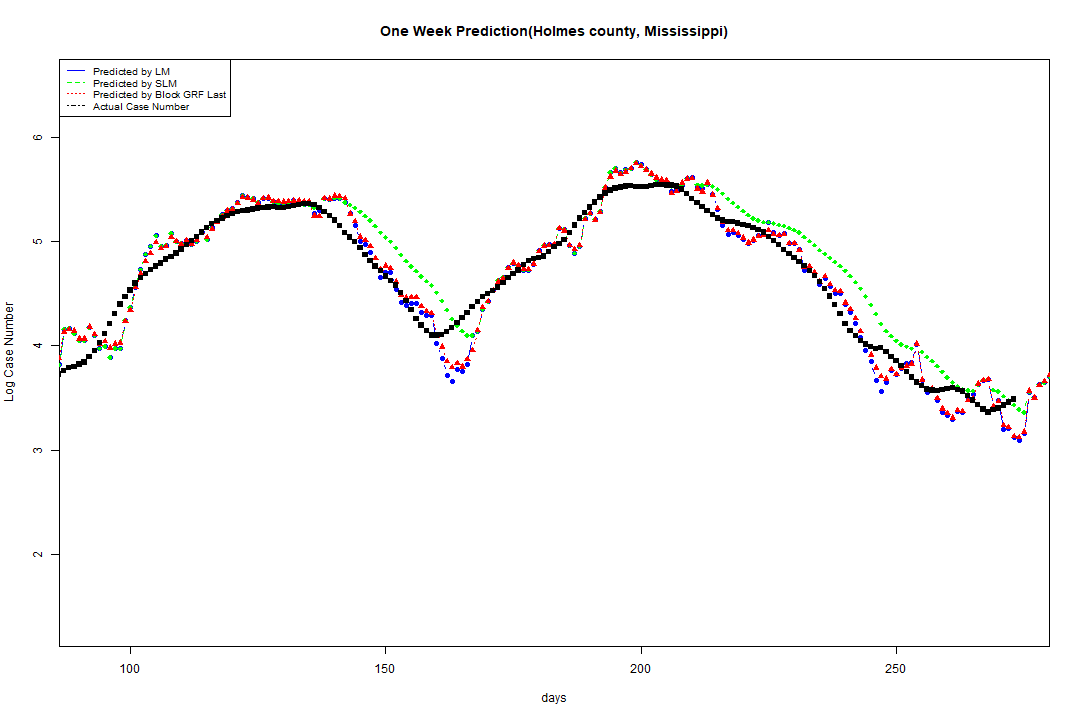 One Week Prediction(Holmes county, Mississippi)
Predicted by LM
Predicted by SLM
Predicted by Block GRF Last
Actual Case Number
6
5
4
3
2
Log Case Number
100
150
200
250
days